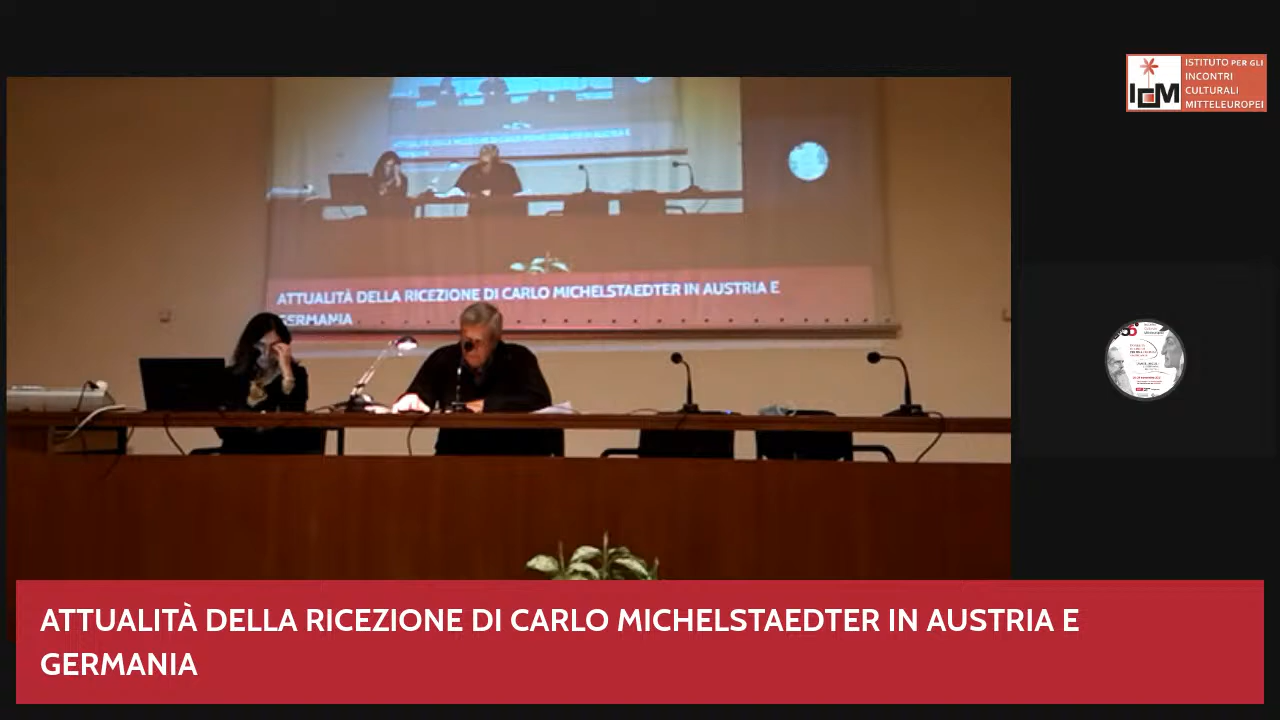 ISTITUTO PER GLI
INCONTRI
CULTURALI
MITTELEUROPEI
ICM
ATTUALITÀ DELLA RICEZIONE DI CARLO MICHELSTAEDTER IN AUSTRIA E
GERMANIA
ATTUALITÀ DELLA RICEZIONE DI CARLO MICHELSTAEDTER IN AUSTRIA E
GERMANIA